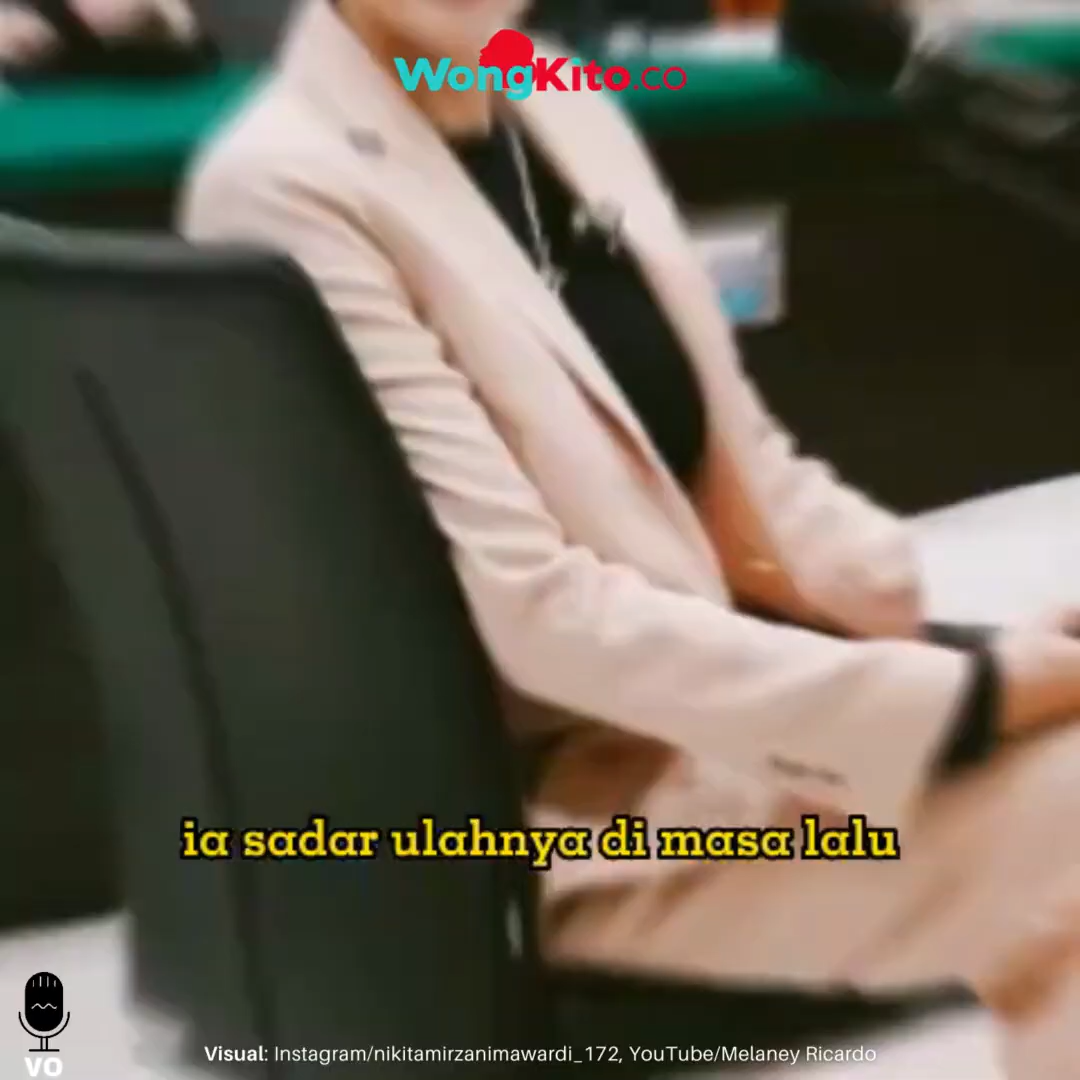 WongKito.co
ia sadar ulahnya di masa lalu
VO
Visual: Instagram/nikitamirzanimawardi_172, YouTube/Melaney Ricardo